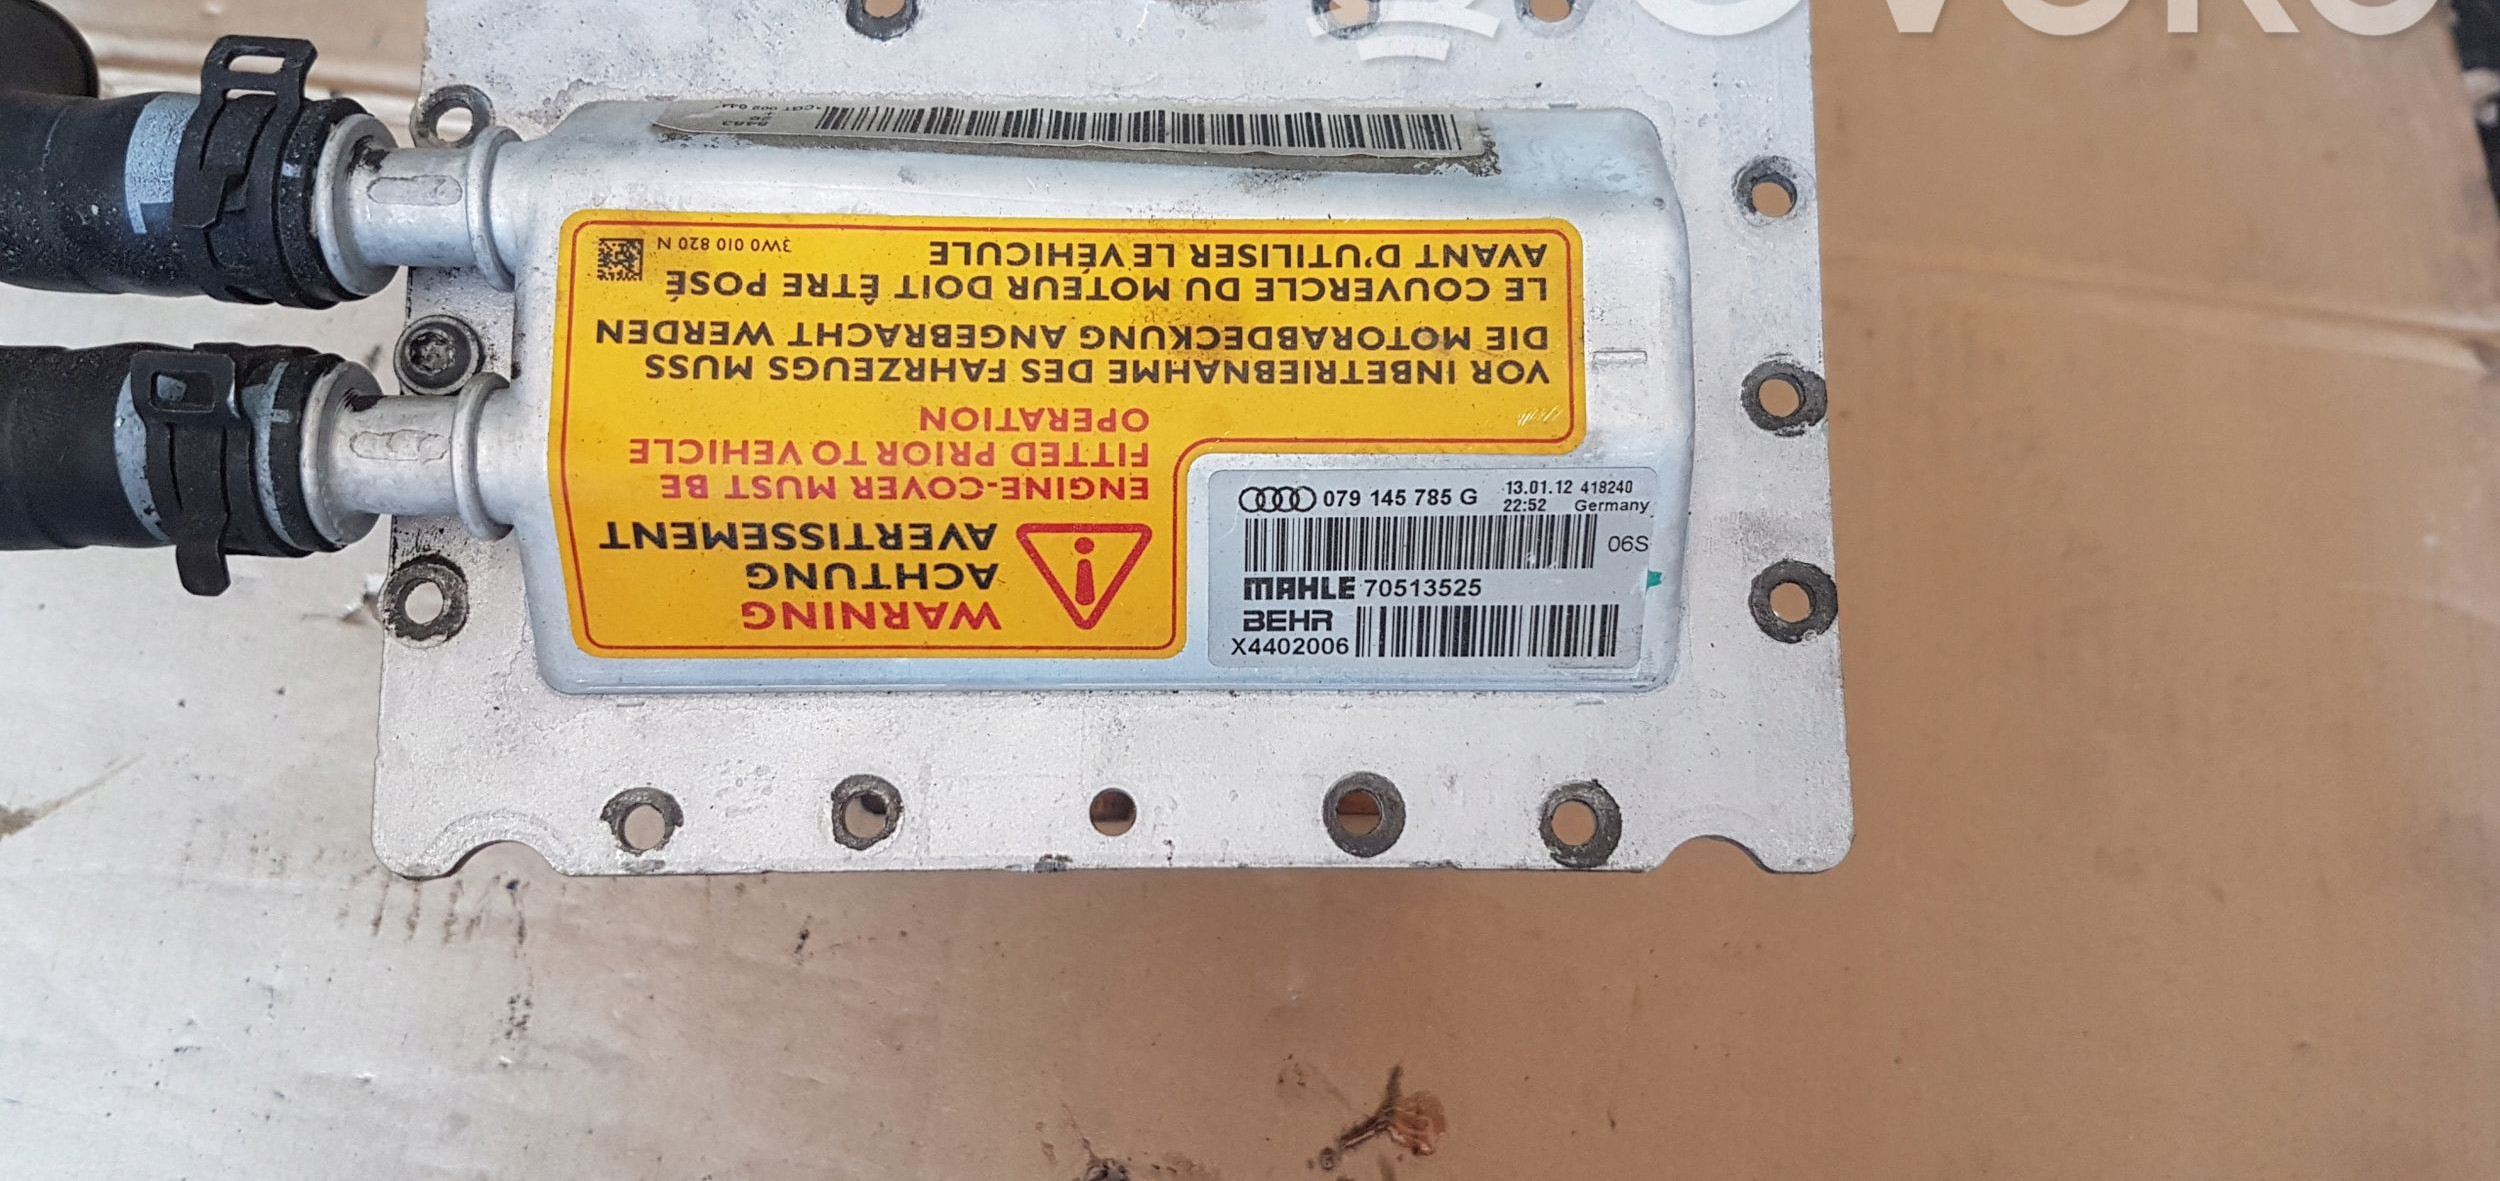 079 145 785 G
13.01.12 418240
22:52 Germany
06S
MAHLE 70513525
BEHR
X4402006
WARNING
ACHTUNG
AVERTISSEMENT
ENGINE-COVER MUST BE
FITTED PRIOR TO VEHICLE
OPERATION
VOR INBETRIEBNAHME DES FAHRZEUGS MUSS
DIE MOTORABDECKUNG ANGEBRACHT WERDEN
LE COUVERCLE DU MOTEUR DOIT ÊTRE POSÉ
AVANT D'UTILISER LE VÉHICULE
3W0 010 820 N